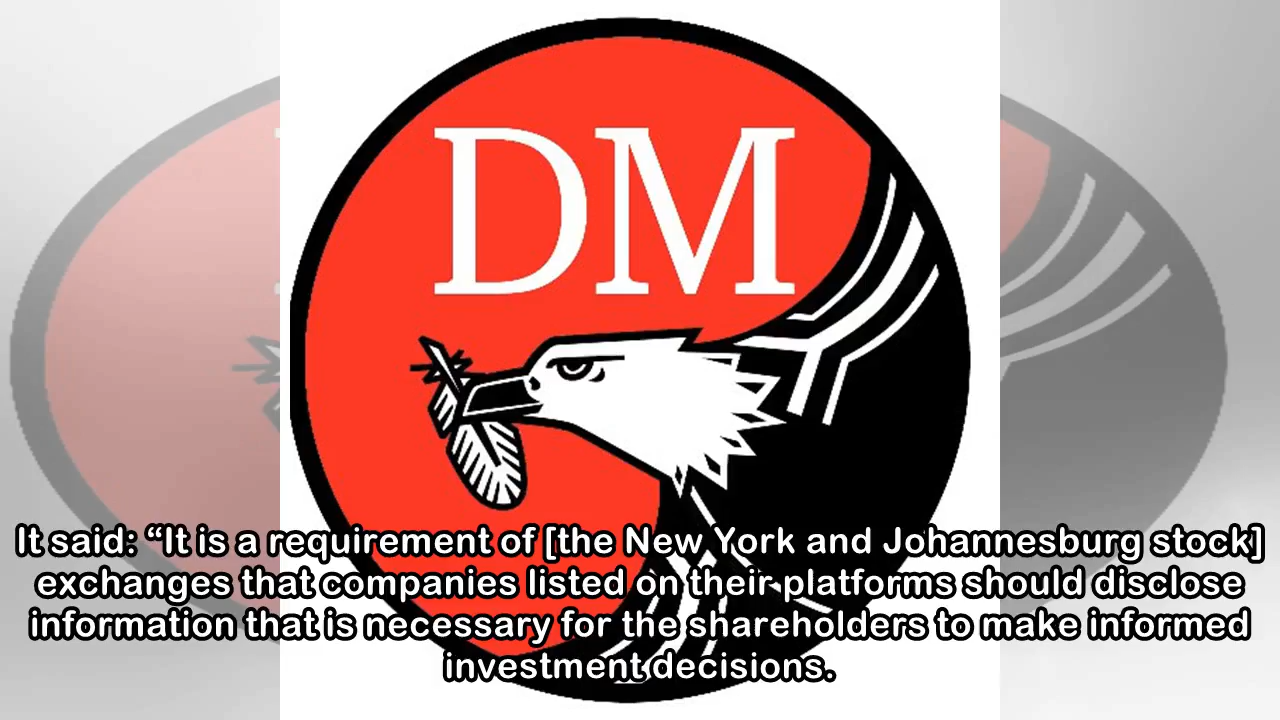 DM
It said: “It is a requirement of [the New York and Johannesburg stock]
exchanges that companies listed on their platforms should disclose
information that is necessary for the shareholders to make informed
investment decisions.